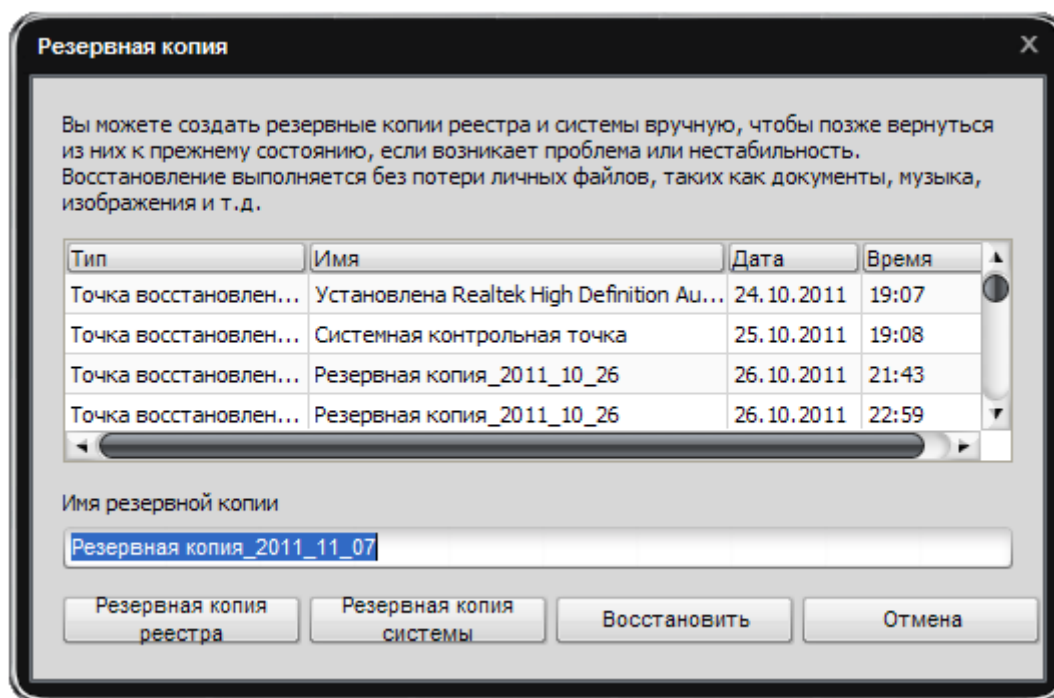 Резервная копия
X
Вы можете создать резервные копии реестра и системы вручную, чтобы позже вернуться
из них к прежнему состоянию, если возникает проблема или нестабильность.
Восстановление выполняется без потери личных файлов, таких как документы, музыка,
изображения и т.д.
Тип Имя Дата Время
Точка восстановлен... Установлена Realtek High Definition Au... 24.10.2011 19:07
Точка восстановлен... Системная контрольная точка 25.10.2011 19:08
Точка восстановлен... Резервная копия_2011_10_26 26.10.2011 21:43
Точка восстановлен... Резервная копия_2011_10_26 26.10.2011 22:59
Имя резервной копии
Резервная копия_2011_11_07
Резервная копия
реестра
Резервная копия
системы
Восстановить
Отмена